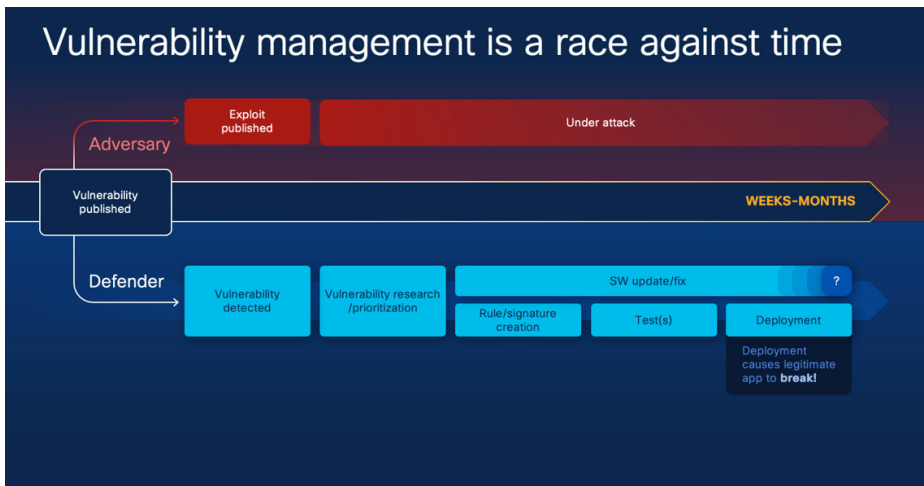 Vulnerability management is a race against time
Exploit
published
Under attack
Adversary
Vulnerability
published
WEEKS-MONTHS
Defender
Vulnerability
detected
Vulnerability research
/prioritization
SW update/fix
?
Rule/signature
creation
Test(s)
Deployment
Deployment
causes legitimate
app to break!